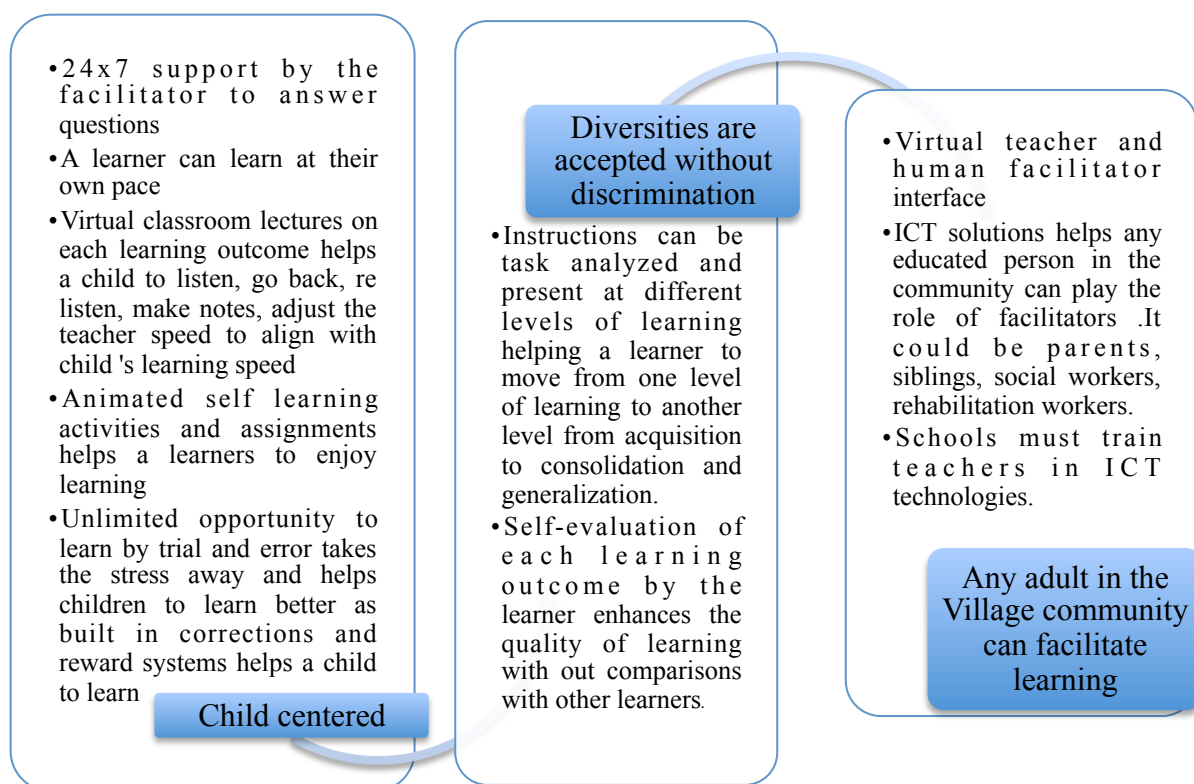 •24x7 support by the
facilitator to answer
questions
•A learner can learn at their
own pace
•Virtual classroom lectures on
each learning outcome helps
a child to listen, go back, re
listen, make notes, adjust the
teacher speed to align with
child 's learning speed
•Animated self learning
activities and assignments
helps a learners to enjoy
learning
•Unlimited opportunity to
learn by trial and error takes
the stress away and helps
children to learn better as
built in corrections and
reward systems helps a child
to learn
Child centered
Diversities are
accepted without
discrimination
•Instructions can be
task analyzed and
present at different
levels of learning
helping a learner to
move from one level
of learning to another
level from acquisition
to consolidation and
generalization.
•Self-evaluation of
each learning
outcome by the
learner enhances the
quality of learning
with out comparisons
with other learners.
•Virtual teacher and
human facilitator
interface
•ICT solutions helps any
educated person in the
community can play the
role of facilitators .It
could be parents,
siblings, social workers,
rehabilitation workers.
•Schools must train
teachers in ICT
technologies.
Any adult in the
Village community
can facilitate
learning